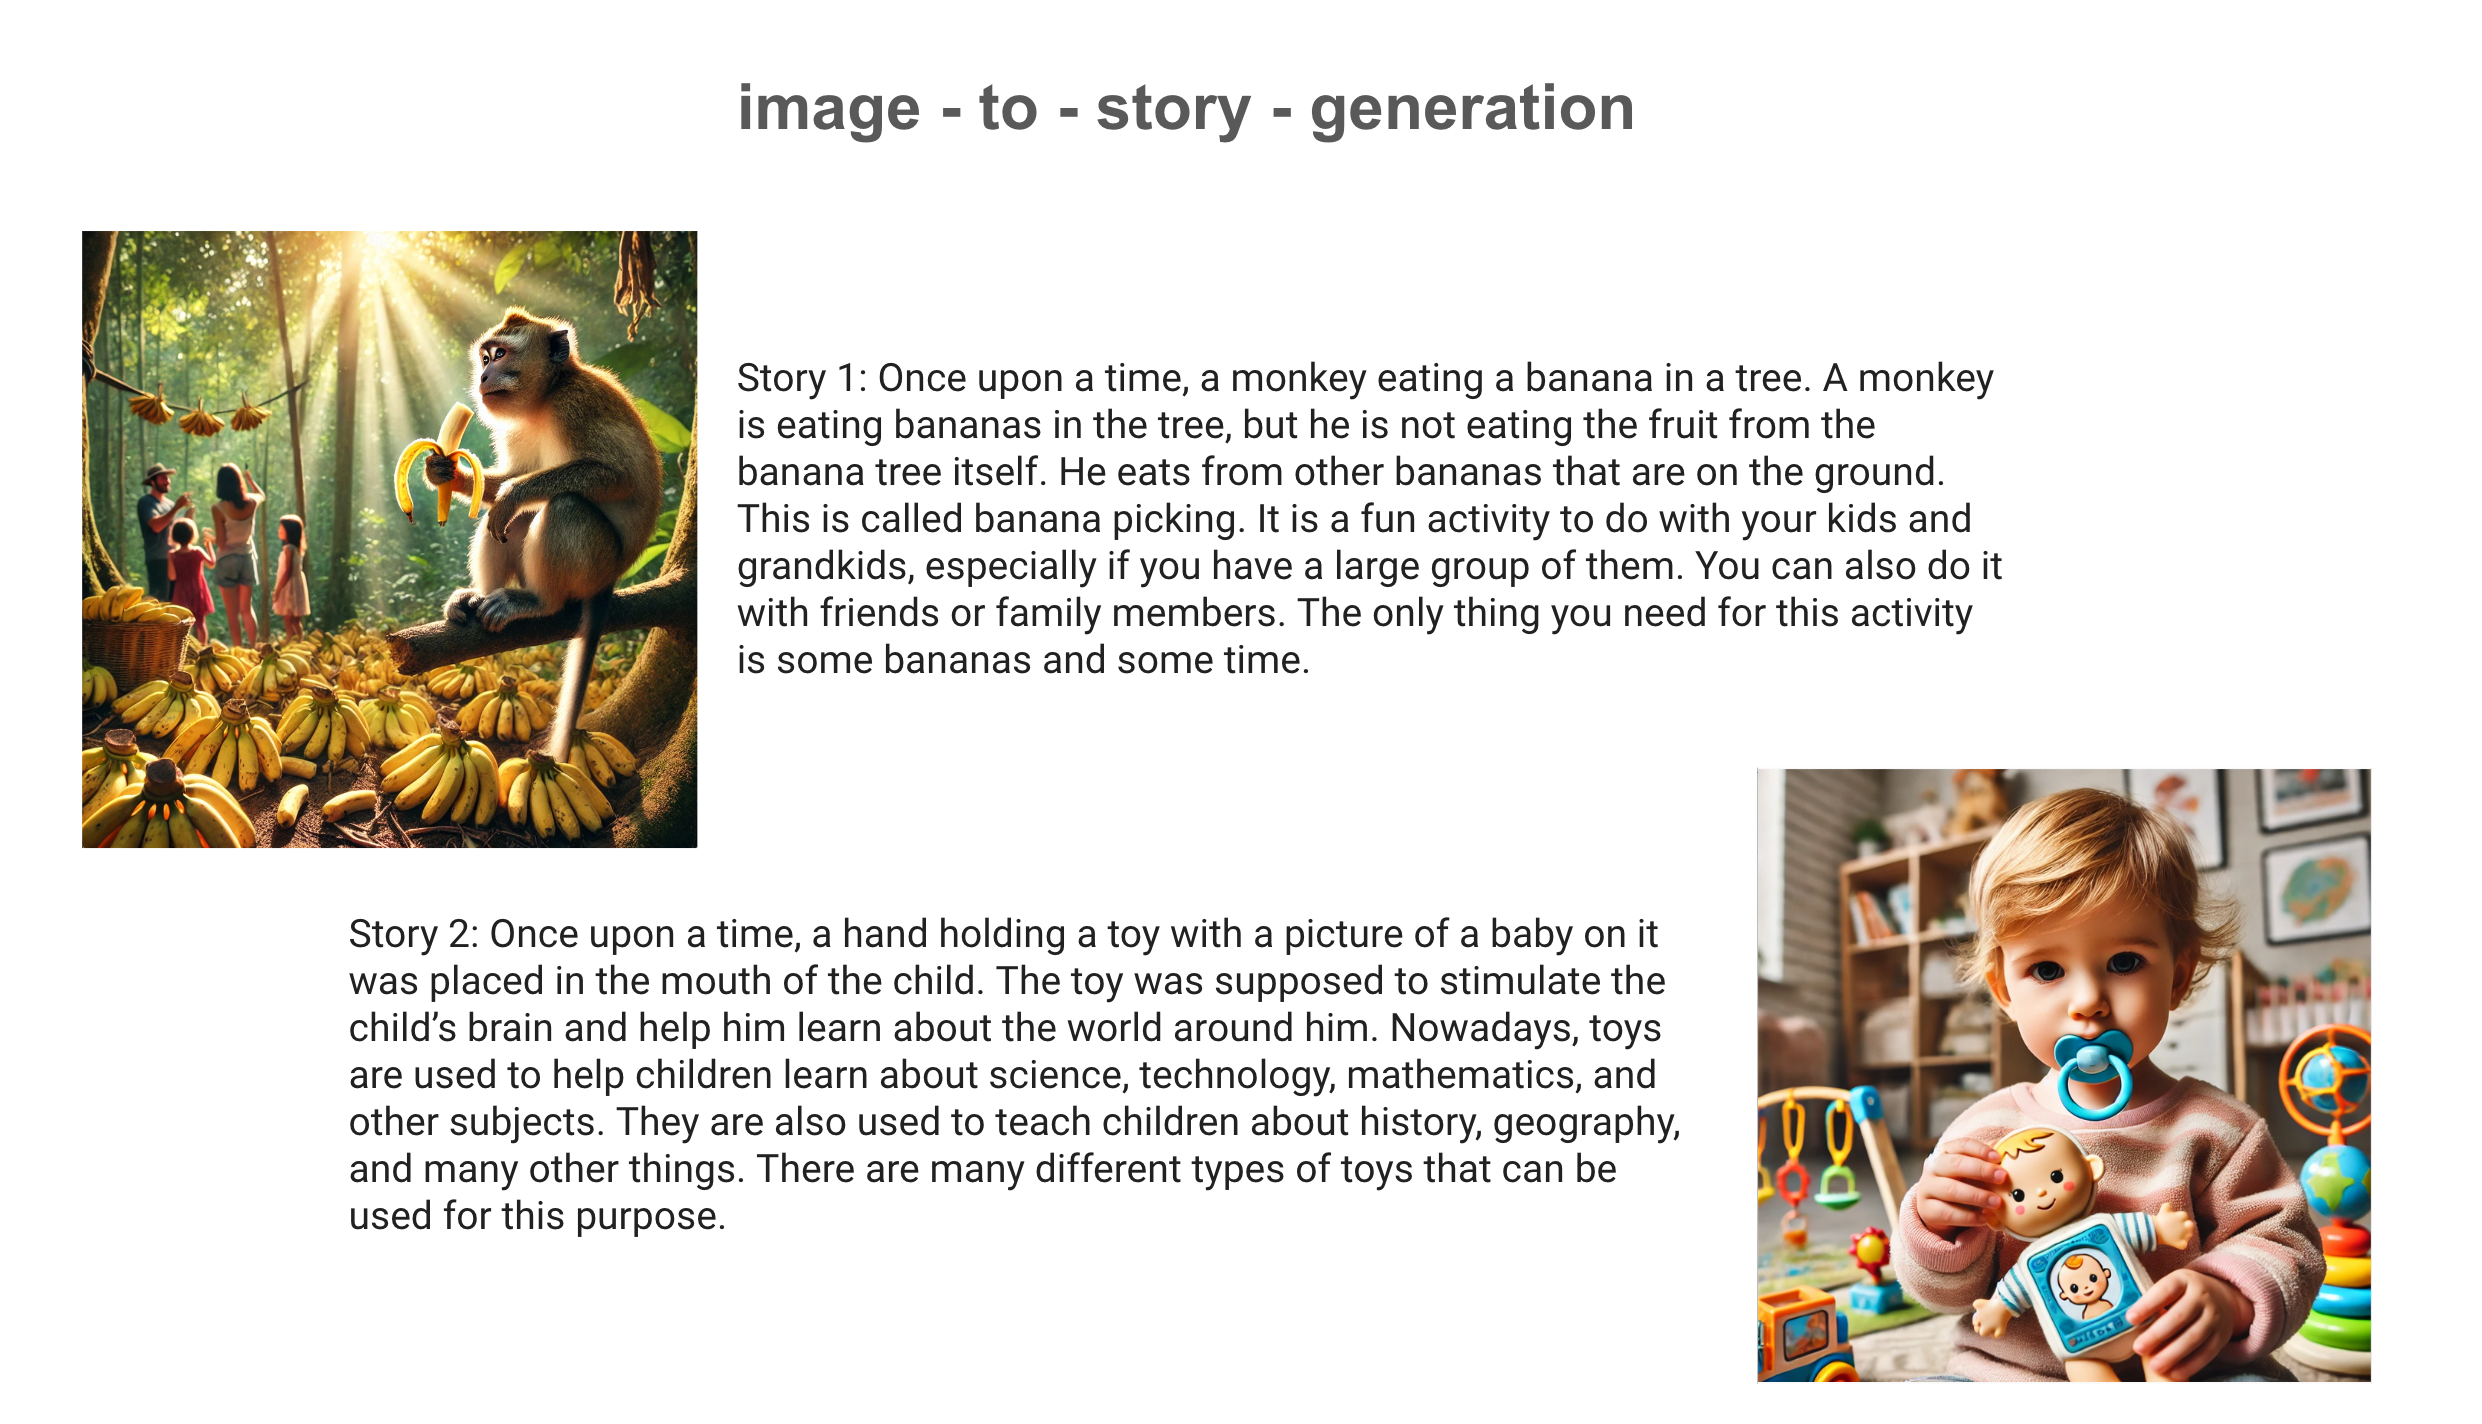 image - to - story - generation
Story 1: Once upon a time, a monkey eating a banana in a tree. A monkey
is eating bananas in the tree, but he is not eating the fruit from the
banana tree itself. He eats from other bananas that are on the ground.
This is called banana picking. It is a fun activity to do with your kids and
grandkids, especially if you have a large group of them. You can also do it
with friends or family members. The only thing you need for this activity
is some bananas and some time.
Story 2: Once upon a time, a hand holding a toy with a picture of a baby on it
was placed in the mouth of the child. The toy was supposed to stimulate the
child’s brain and help him learn about the world around him. Nowadays, toys
are used to help children learn about science, technology, mathematics, and
other subjects. They are also used to teach children about history, geography,
and many other things. There are many different types of toys that can be
used for this purpose.